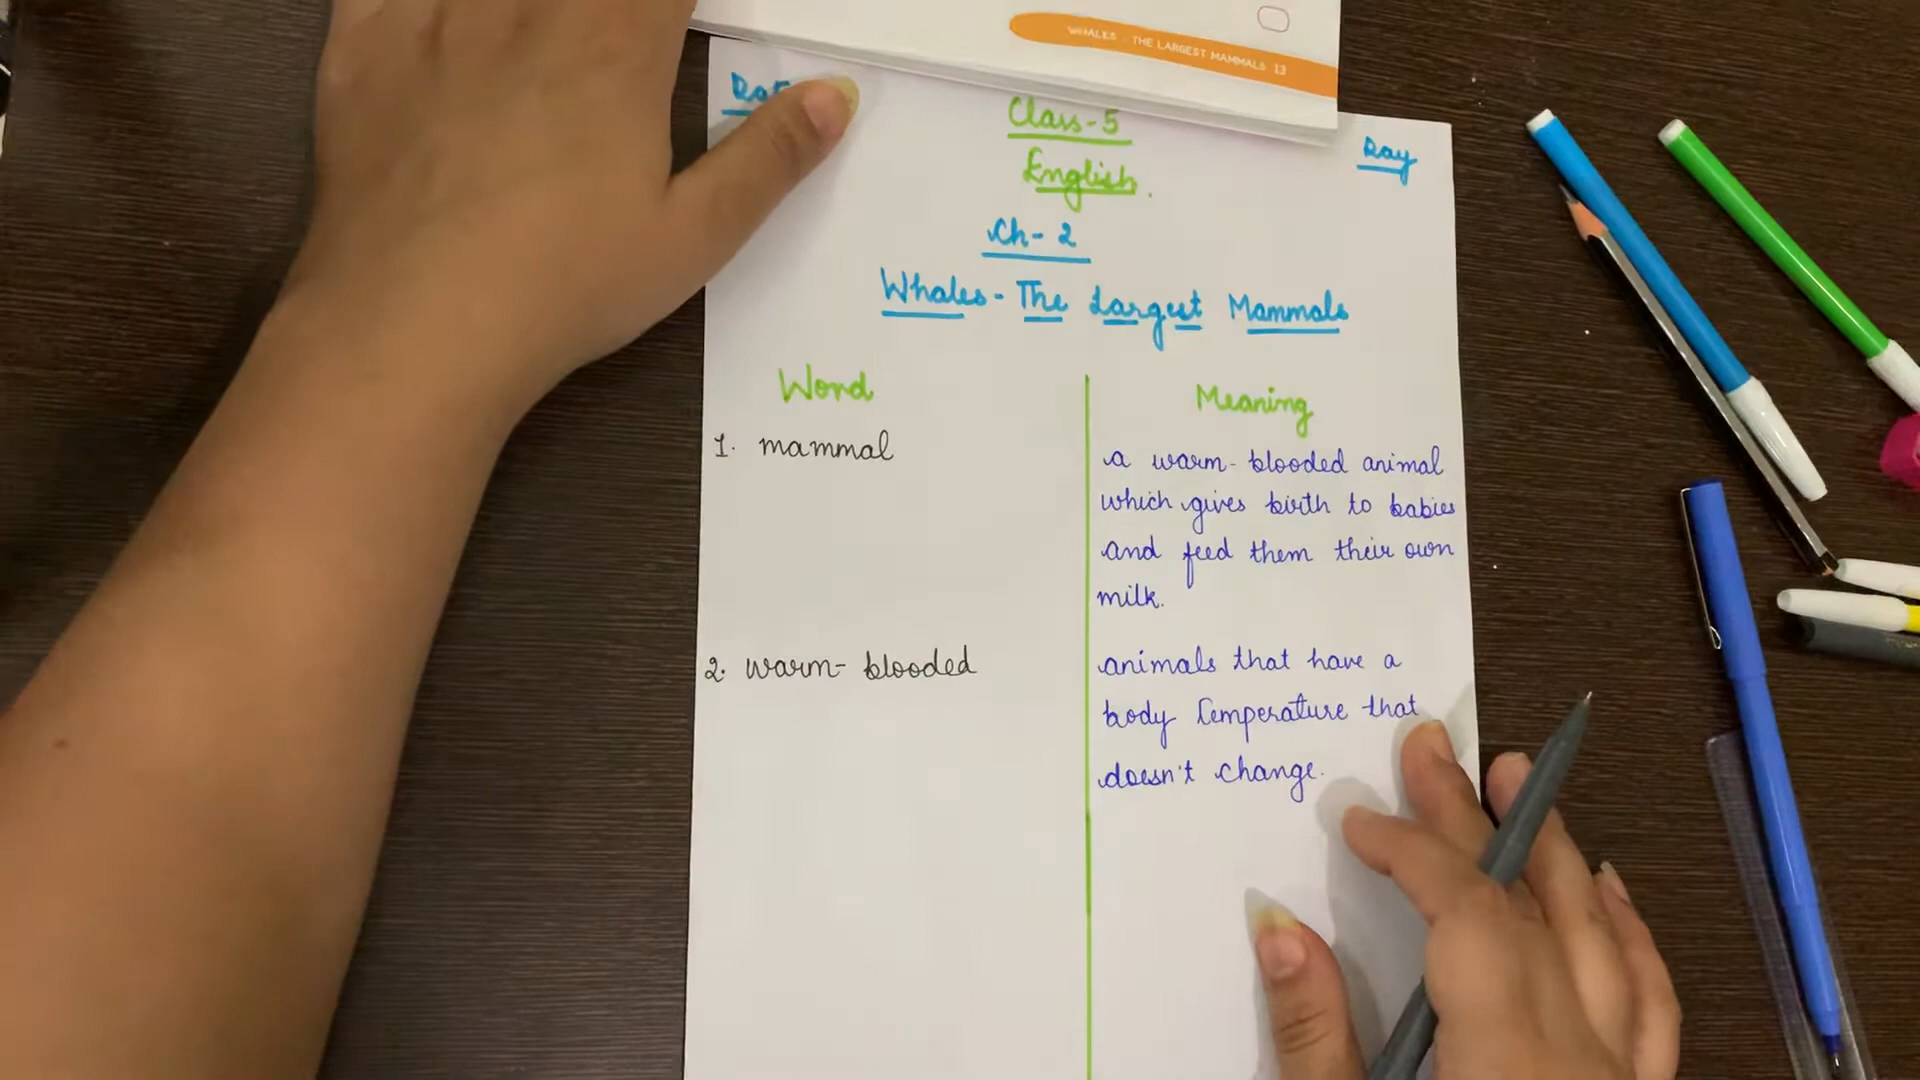 WHALES - THE LARGEST MAMMALS 13
Class-5
Day
English.
Ch-2
Whales-The Largest Mammals
Word
Meaning
1. mammal
a warm-blooded animal
which gives birth to babies
and feed them their own
milk.
2. warm-blooded
animals that have a
body temperature that
doesn't change.